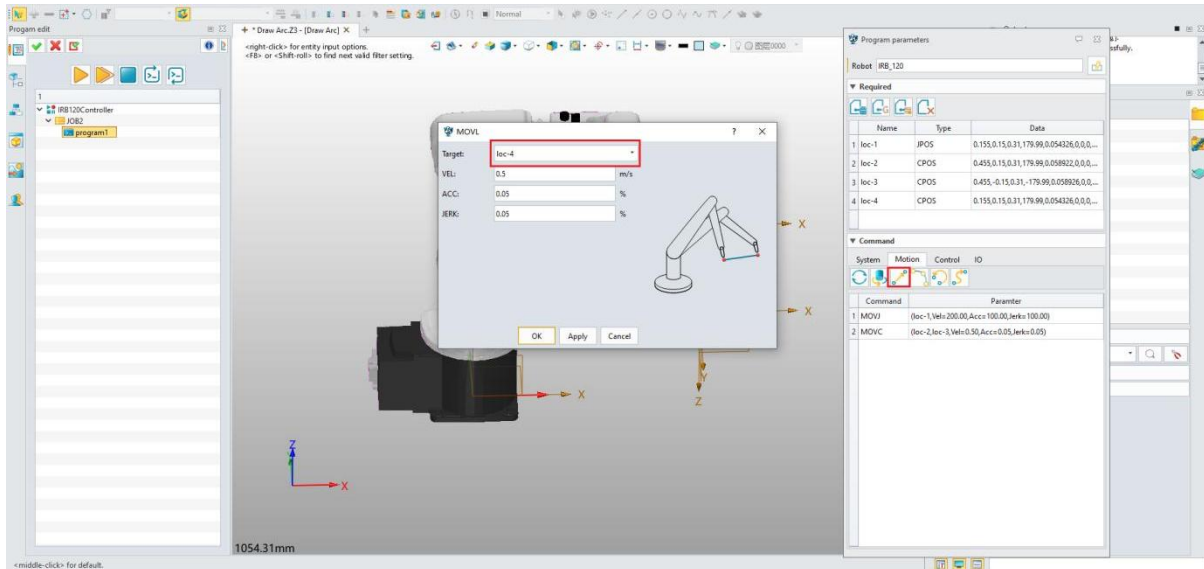 Normal
Progam edit
* Draw Arc.Z3 - [Draw Arc]
<right-click> for entity input options.
<F8> or <Shift-roll> to find next valid filter setting.
1
IRB120Controller
JOB2
program1
MOVL
Target: loc-4
VEL: 0.5 m/s
ACC: 0.05 %
JERK: 0.05 %
OK Apply Cancel
X
X
X
Y
Z
Z
X
1054.31mm
<middle-click> for default.
Program parameters
Robot IRB_120
Required
Name Type Data
1 loc-1 JPOS 0.155,0.15,0.31,179.99,0.054326,0,0,0,...
2 loc-2 CPOS 0.455,0.15,0.31,179.99,0.058922,0,0,0,...
3 loc-3 CPOS 0.455,-0.15,0.31,-179.99,0.058926,0,0,0,...
4 loc-4 CPOS 0.155,0.15,0.31,179.99,0.054326,0,0,0,...
Command
System Motion Control IO
Command Paramter
1 MOVJ (loc-1,Vel=200.00,Acc=100.00,Jerk=100.00)
2 MOVC (loc-2,loc-3,Vel=0.50,Acc=0.05,Jerk=0.05)
ssfully.